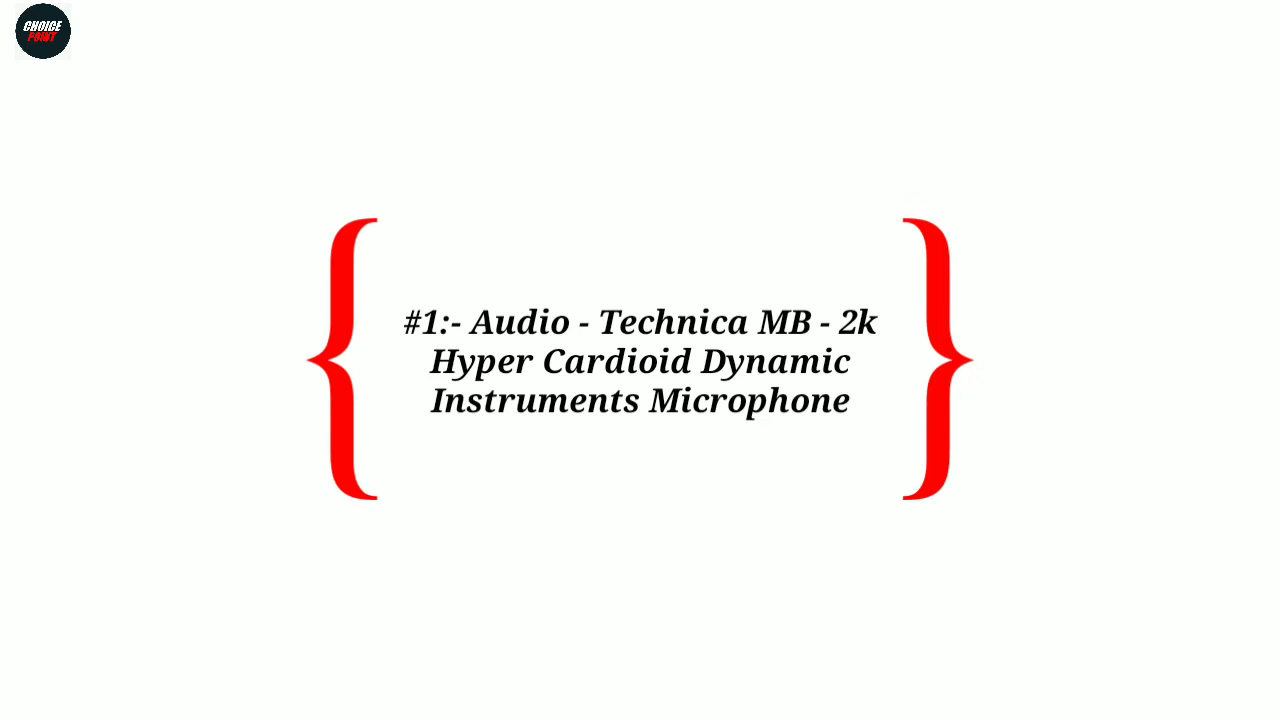 CHOICE
POINT
#1:- Audio - Technica MB - 2k
Hyper Cardioid Dynamic
Instruments Microphone